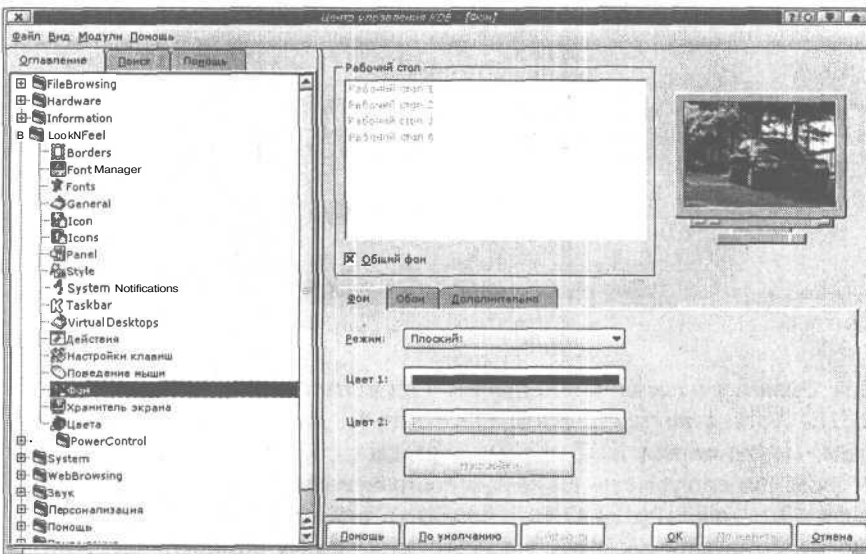 Центр управления KDE - [Фон]
Файл Вид Модули Помощь
Оглавление Поиск Помощь
FileBrowsing
Hardware
Information
LookNFeel
Borders
Font Manager
Fonts
General
Icon
Icons
Panel
Style
System Notifications
Taskbar
Virtual Desktops
Действия
Настройки клавиш
Поведение мыши
Фон
Хранитель экрана
Цвета
PowerControl
System
WebBrowsing
Звук
Персонализация
Помощь
Рабочий стол
Рабочий стол 1
Рабочий стол 2
Рабочий стол
Рабочий стол
Общий фон
Фон Обои Дополнительно
Режим: Плоский:
Цвет 1:
Цвет 2:
Помощь По умолчанию OK Отмена